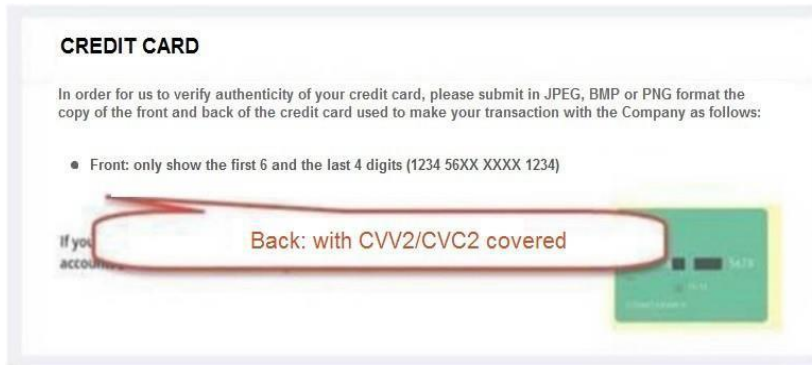 CREDIT CARD
In order for us to verify authenticity of your credit card, please submit in JPEG, BMP or PNG format the
copy of the front and back of the credit card used to make your transaction with the Company as follows:
● Front: only show the first 6 and the last 4 digits (1234 56XX XXXX 1234)
Back: with CVV2/CVC2 covered
If you